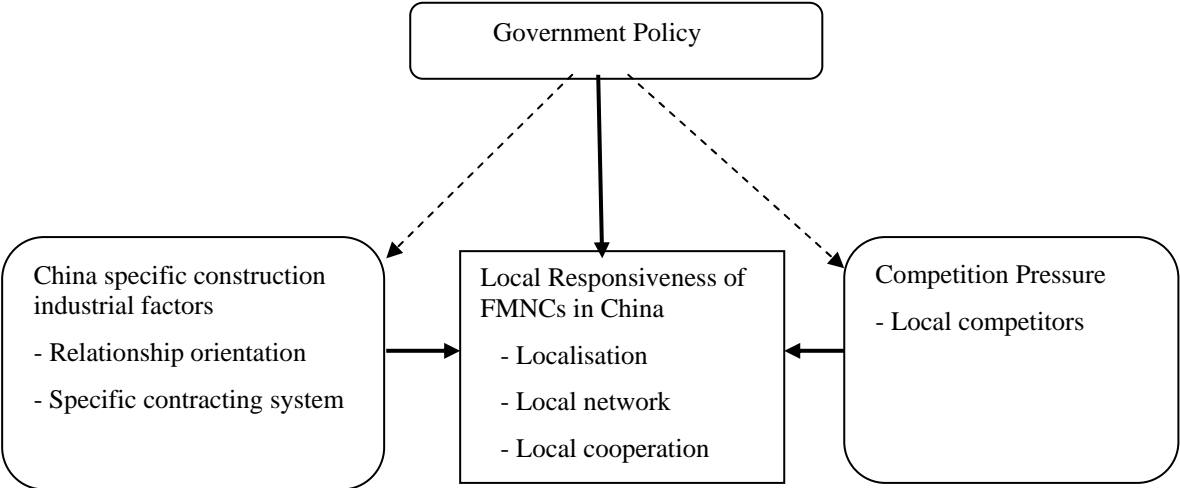 Government Policy
China specific construction
industrial factors
- Relationship orientation
- Specific contracting system
Local Responsiveness of
FMNCs in China
- Localisation
- Local network
- Local cooperation
Competition Pressure
- Local competitors